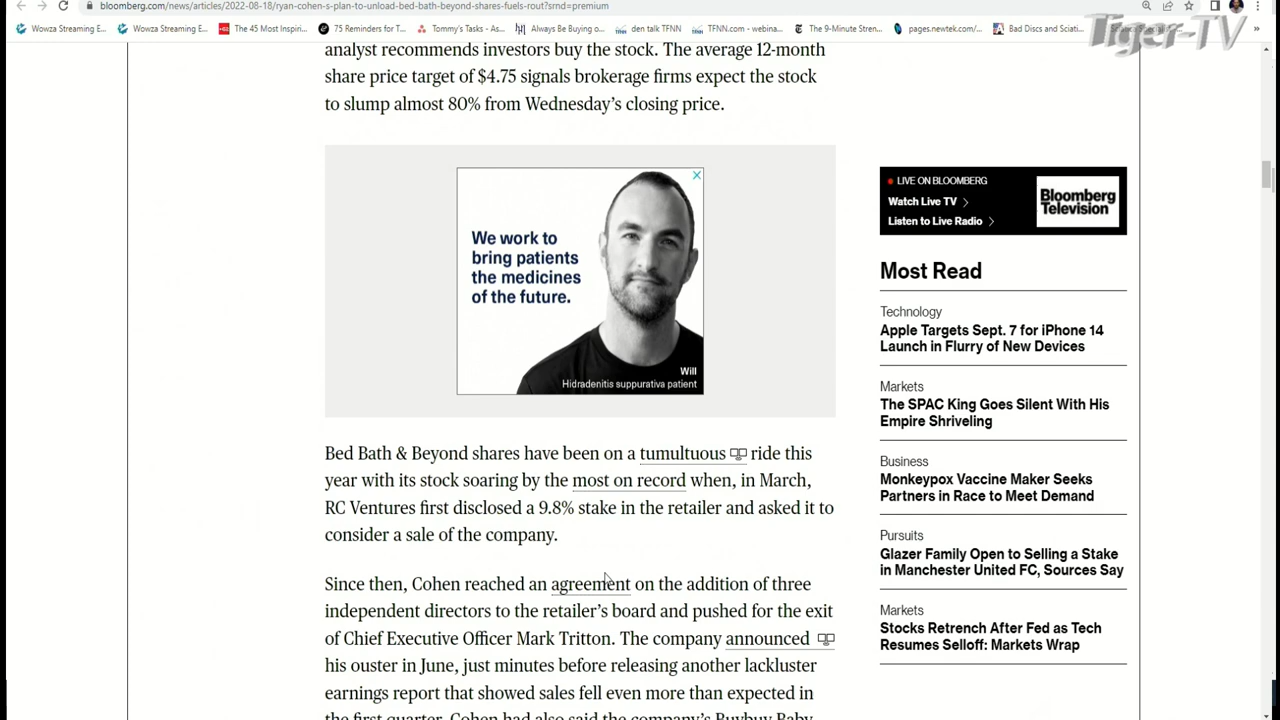 bloomberg.com/news/articles/2022-08-18/ryan-cohen-s-plan-to-unload-bed-bath-beyond-shares-fuels-rout?srnd=premium
Wowza Streaming E... Wowza Streaming E... The 45 Most Inspiri... 75 Reminders for T... Tommy's Tasks - As... Always Be Buying o... den talk TFNN TFNN.com - webina... The 9-Minute Stren... pages.newtek.com/... Bad Discs and Sciati... »
Tiger-TV
analyst recommends investors buy the stock. The average 12-month
share price target of $4.75 signals brokerage firms expect the stock
to slump almost 80% from Wednesday's closing price.
We work to
bring patients
the medicines
of the future.
Will
Hidradenitis suppurativa patient
Bed Bath & Beyond shares have been on a tumultuous ride this
year with its stock soaring by the most on record when, in March,
RC Ventures first disclosed a 9.8% stake in the retailer and asked it to
consider a sale of the company.
Since then, Cohen reached an agreement on the addition of three
independent directors to the retailer's board and pushed for the exit
of Chief Executive Officer Mark Tritton. The company announced
his ouster in June, just minutes before releasing another lackluster
earnings report that showed sales fell even more than expected in
the first quarter. Cohen had also said the company's Buybuy Baby
LIVE ON BLOOMBERG
Watch Live TV
Listen to Live Radio
Bloomberg
Television
Most Read
Technology
Apple Targets Sept. 7 for iPhone 14
Launch in Flurry of New Devices
Markets
The SPAC King Goes Silent With His
Empire Shriveling
Business
Monkeypox Vaccine Maker Seeks
Partners in Race to Meet Demand
Pursuits
Glazer Family Open to Selling a Stake
in Manchester United FC, Sources Say
Markets
Stocks Retrench After Fed as Tech
Resumes Selloff: Markets Wrap